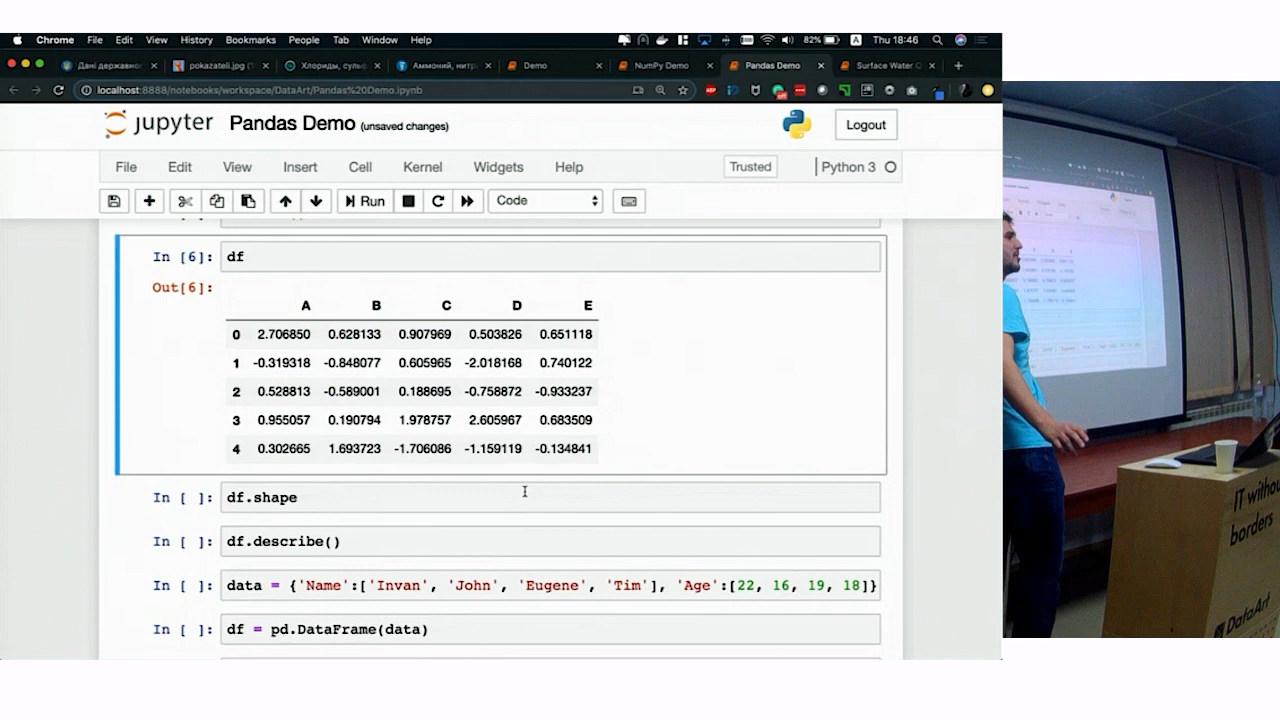 Chrome File Edit View History Bookmarks People Tab Window Help 82% A Thu 18:46
Дані державног pokazateli.jpg (1 Хлориды, сульф Аммоний, нитр Demo NumPy Demo Pandas Demo Surface Water Q
localhost:8888/notebooks/workspace/DataArt/Pandas%20Demo.ipynb
jupyter Pandas Demo (unsaved changes) Logout
File Edit View Insert Cell Kernel Widgets Help Trusted Python 3
Run Code
In [6]: df
Out[6]:
A B C D E
0 2.706850 0.628133 0.907969 0.503826 0.651118
1 -0.319318 -0.848077 0.605965 -2.018168 0.740122
2 0.528813 -0.589001 0.188695 -0.758872 -0.933237
3 0.955057 0.190794 1.978757 2.605967 0.683509
4 0.302665 1.693723 -1.706086 -1.159119 -0.134841
In [ ]: df.shape
In [ ]: df.describe()
In [ ]: data = {'Name':['Invan', 'John', 'Eugene', 'Tim'], 'Age':[22, 16, 19, 18]}
In [ ]: df = pd.DataFrame(data)
IT without
borders
DataArt